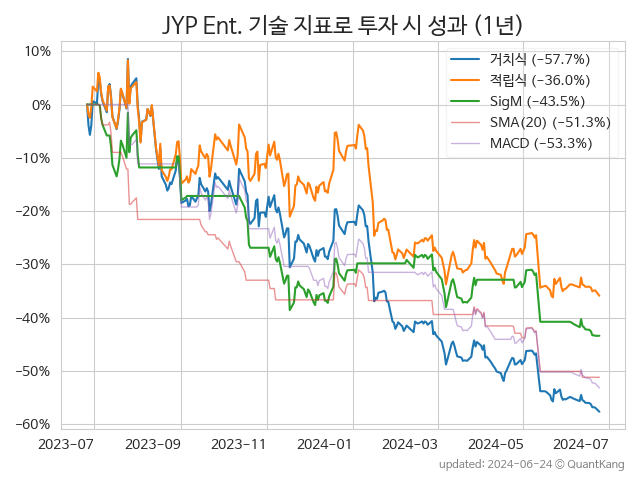 JYP Ent. 기술 지표로 투자 시 성과 (1년)
10%
0%
−10%
−20%
−30%
−40%
−50%
−60%
거치식 (−57.7%)
적립식 (−36.0%)
SigM (−43.5%)
SMA(20) (−51.3%)
MACD (−53.3%)
2023-07 2023-09 2023-11 2024-01 2024-03 2024-05 2024-07
updated: 2024-06-24 © QuantKang